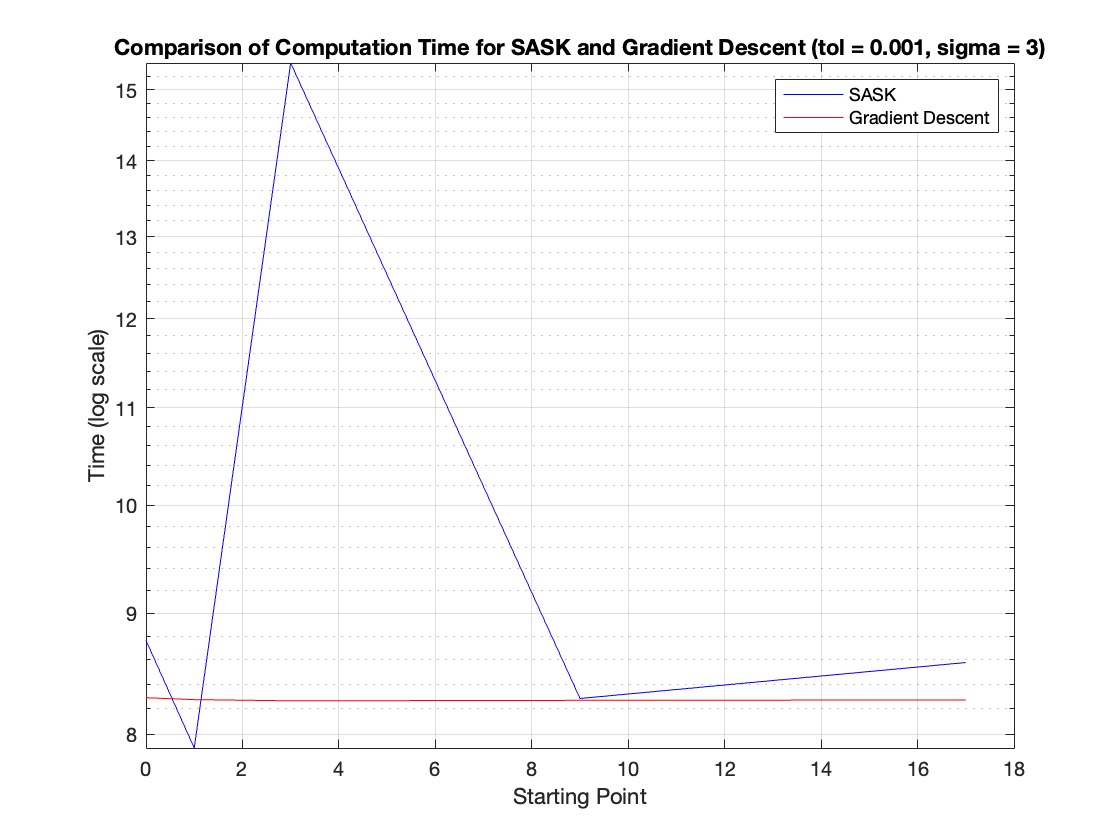 Comparison of Computation Time for SASK and Gradient Descent (tol = 0.001, sigma = 3)
SASK
Gradient Descent
15
14
13
12
11
10
9
8
Time (log scale)
0 2 4 6 8 10 12 14 16 18
Starting Point